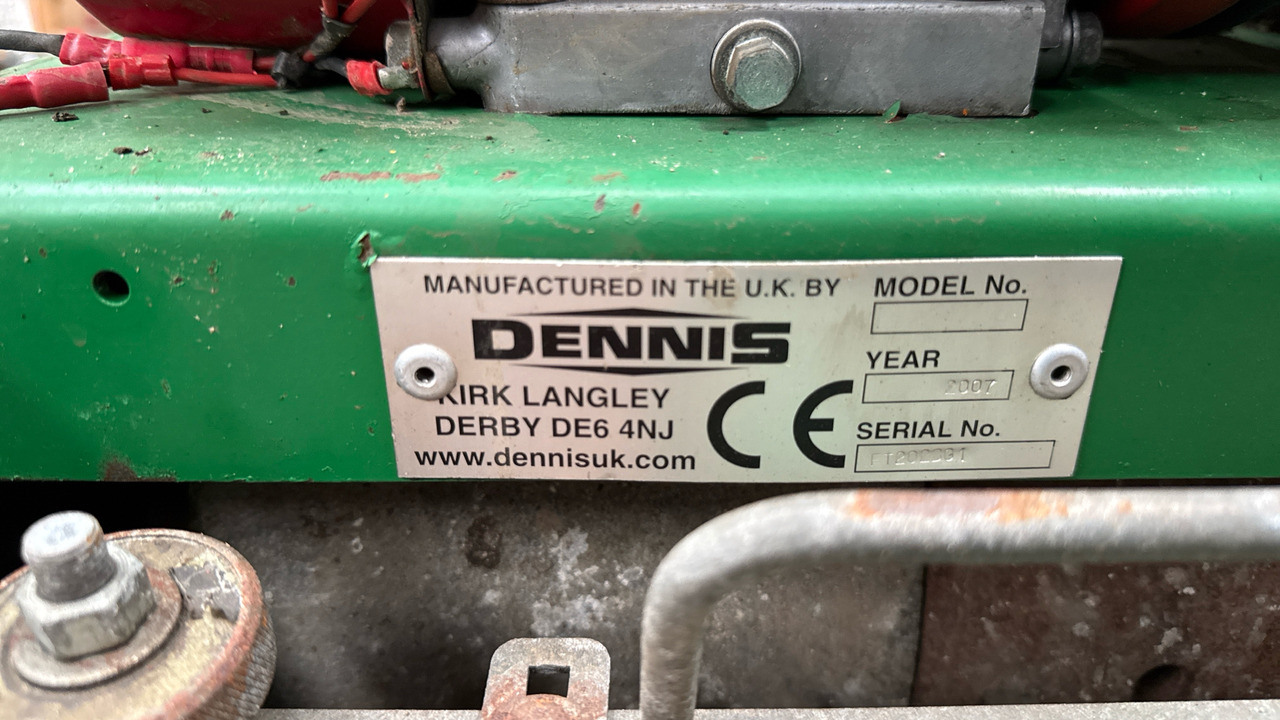 MANUFACTURED IN THE U.K. BY
DENNIS
KIRK LANGLEY
DERBY DE6 4NJ
www.dennisuk.com
CE
MODEL No.
YEAR
2007
SERIAL No.